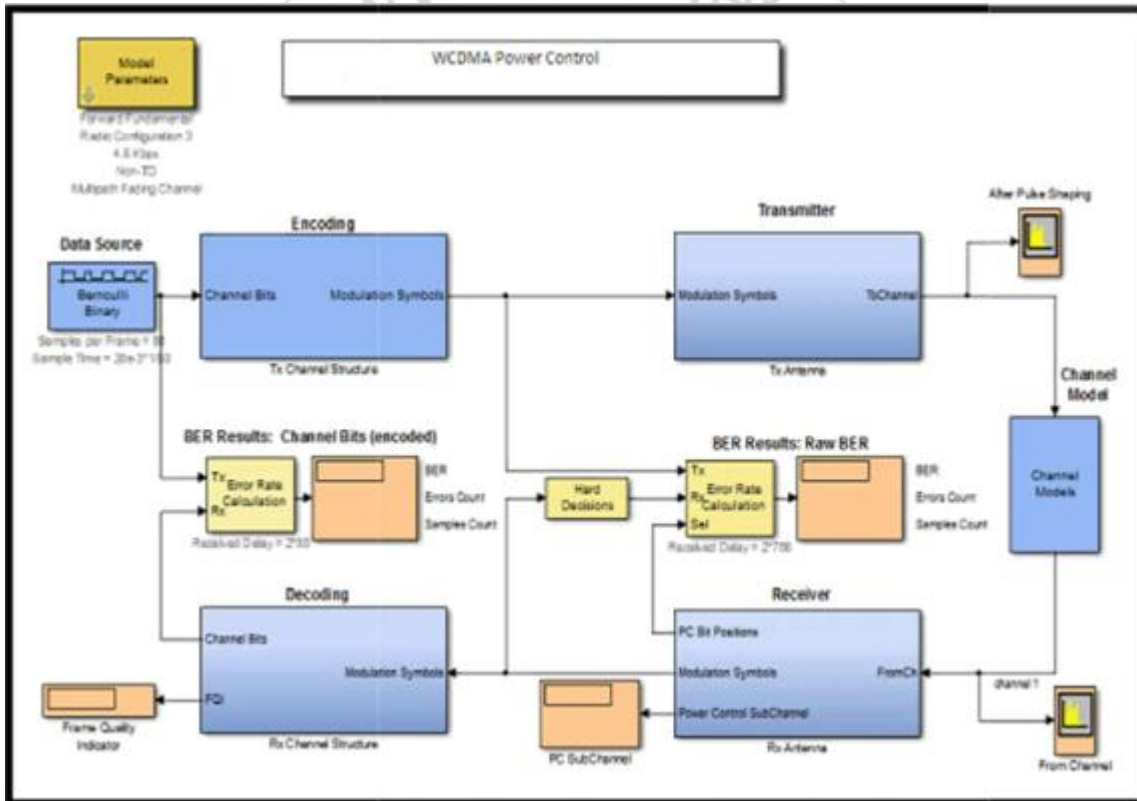 WCDMA Power Control
Model
Parameters
Forward Fundamental
Radio Configuration 3
Non-TD
Multipath Fading Channel
Encoding
Transmitter
After Pulse Shaping
Data Source
Bernoulli
Binary
Samples per Frame =
Channel Bits
Modulation Symbols
Tx Channel Structure
Modulation Symbols
ToChannel
Tx Antenna
Channel
Model
Channel
Models
BER Results: Channel Bits (encoded)
Tx
Rx
Error Rate
Calculation
BER
Errors Count
Samples Count
Hard
Decisions
BER Results: Raw BER
Tx
Rx
Sel
Error Rate
Calculation
BER
Errors Count
Samples Count
Decoding
Channel Bits
FQI
Modulation Symbols
Rx Channel Structure
Frame Quality
Indicator
Receiver
PC Bit Positions
Modulation Symbols
Power Control SubChannel
FromCh
Rx Antenna
PC SubChannel
channel 1
From Channel